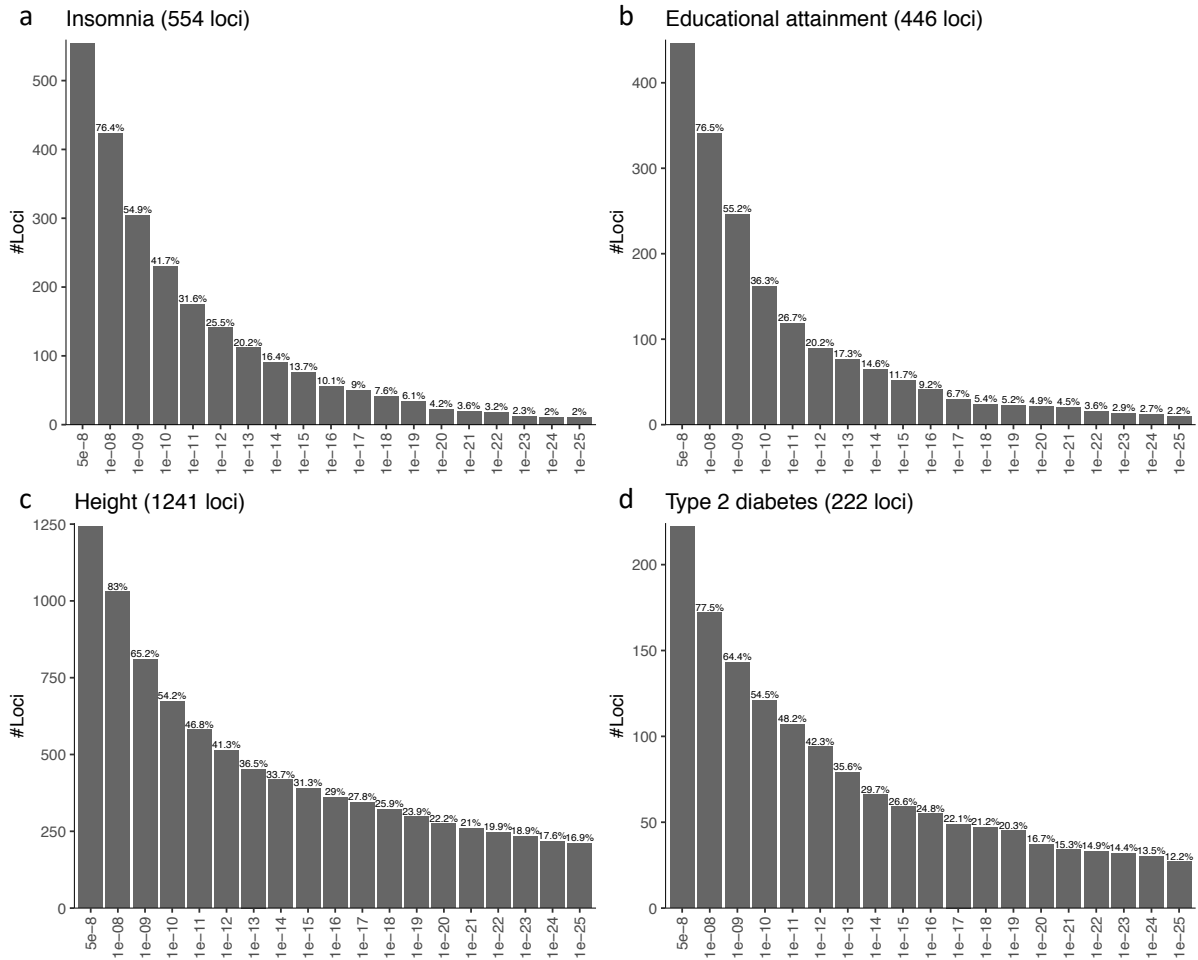 a Insomnia (554 loci)
#Loci
500
400
300
200
100
0
76.4%
54.9%
41.7%
31.6%
25.5%
20.2%
16.4%
13.7%
10.1%
9%
7.6%
6.1%
4.2%
3.6%
3.2%
2.3%
2%
2%
5e−8
1e−08
1e−09
1e−10
1e−11
1e−12
1e−13
1e−14
1e−15
1e−16
1e−17
1e−18
1e−19
1e−20
1e−21
1e−22
1e−23
1e−24
1e−25
b Educational attainment (446 loci)
#Loci
400
300
200
100
0
76.5%
55.2%
36.3%
26.7%
20.2%
17.3%
14.6%
11.7%
9.2%
6.7%
5.4%
5.2%
4.9%
4.5%
3.6%
2.9%
2.7%
2.2%
5e−8
1e−08
1e−09
1e−10
1e−11
1e−12
1e−13
1e−14
1e−15
1e−16
1e−17
1e−18
1e−19
1e−20
1e−21
1e−22
1e−23
1e−24
1e−25
c Height (1241 loci)
#Loci
1250
1000
750
500
250
0
83%
65.2%
54.2%
46.8%
41.3%
36.5%
33.7%
31.3%
29%
27.8%
25.9%
23.9%
22.2%
21%
19.9%
18.9%
17.6%
16.9%
5e−8
1e−08
1e−09
1e−10
1e−11
1e−12
1e−13
1e−14
1e−15
1e−16
1e−17
1e−18
1e−19
1e−20
1e−21
1e−22
1e−23
1e−24
1e−25
d Type 2 diabetes (222 loci)
#Loci
200
150
100
50
0
77.5%
64.4%
54.5%
48.2%
42.3%
35.6%
29.7%
26.6%
24.8%
22.1%
21.2%
20.3%
16.7%
15.3%
14.9%
14.4%
13.5%
12.2%
5e−8
1e−08
1e−09
1e−10
1e−11
1e−12
1e−13
1e−14
1e−15
1e−16
1e−17
1e−18
1e−19
1e−20
1e−21
1e−22
1e−23
1e−24
1e−25